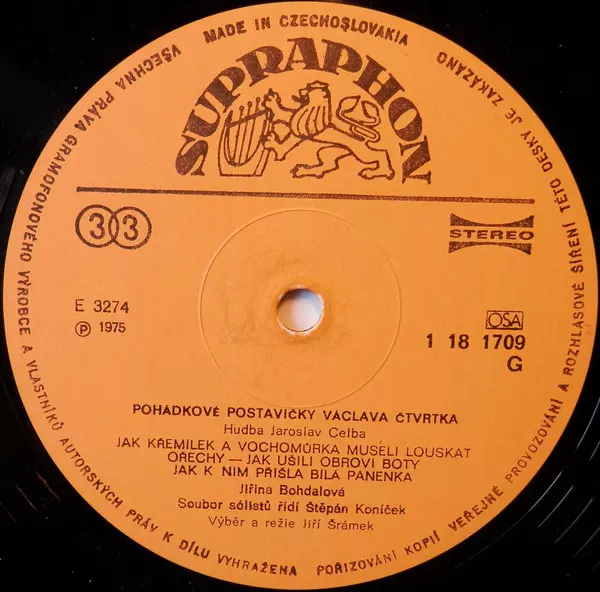 MADE IN CZECHOSLOVAKIA
SUPRAPHON
33
STEREO
E 3274
Ⓟ 1975
OSA
1 18 1709
G
POHÁDKOVÉ POSTAVIČKY VÁCLAVA ČTVRTKA
Hudba Jaroslav Celba
JAK KŘEMÍLEK A VOCHOMŮRKA MUSELI LOUSKAT
OŘECHY — JAK UŠILI OBROVI BOTY
JAK K NIM PŘIŠLA BÍLÁ PANENKA
Jiřina Bohdalová
Soubor sólistů řídí Štěpán Koníček
Výběr a režie Jiří Šrámek
VŠECHNA PRÁVA GRAMOFONOVÉHO VÝROBCE A VLASTNÍKŮ AUTORSKÝCH PRÁV K DÍLU VYHRAŽENA
POŘIZOVÁNÍ KOPIÍ VEŘEJNÉ PROVOZOVÁNÍ A ROZHLASOVÉ ŠÍŘENÍ TÉTO DESKY JE ZAKÁZÁNO